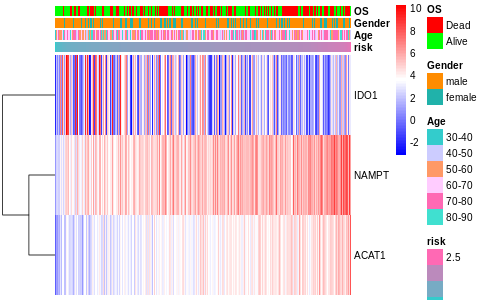 OS
Gender
Age
risk
IDO1
NAMPT
ACAT1
10
8
6
4
2
0
-2
OS
Dead
Alive
Gender
male
female
Age
30-40
40-50
50-60
60-70
70-80
80-90
risk
2.5